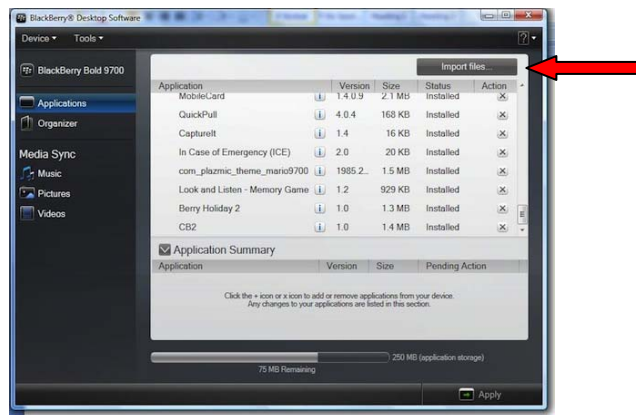 BlackBerry® Desktop Software
Device Tools ?
BlackBerry Bold 9700
Import files...
Application Version Size Status Action
MobileCard i 1.4.0.9 2.1 MB Installed x
QuickPull i 4.0.4 168 KB Installed x
CaptureIt i 1.4 16 KB Installed x
In Case of Emergency (ICE) i 2.0 20 KB Installed x
com_plazmic_theme_mario9700 i 1985.2... 1.5 MB Installed x
Look and Listen - Memory Game i 1.2 929 KB Installed x
Berry Holiday 2 i 1.0 1.3 MB Installed x
CB2 i 1.0 1.4 MB Installed x
Applications
Organizer
Media Sync
Music
Pictures
Videos
Application Summary
Application Version Size Pending Action
Click the + icon or x icon to add or remove applications from your device.
Any changes to your applications are listed in this section.
250 MB (application storage)
75 MB Remaining
Apply